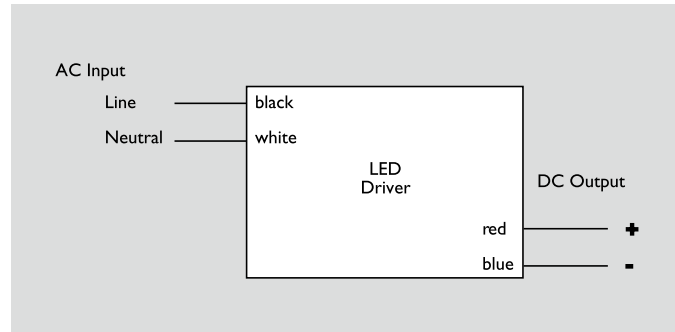 AC Input
Line
black
Neutral
white
LED
Driver
DC Output
red
+
blue
-